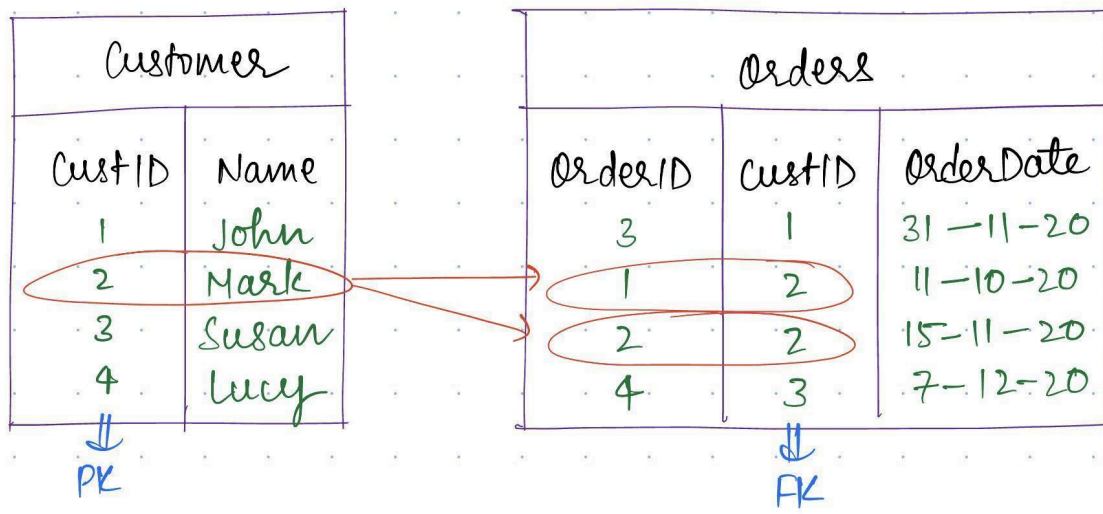 Customer
Orders
CustID Name
OrderID CustID OrderDate
1 John
3 1 31-11-20
2 Mark
1 2 11-10-20
3 Susan
2 2 15-11-20
4 Lucy
4 3 7-12-20
PK
FK